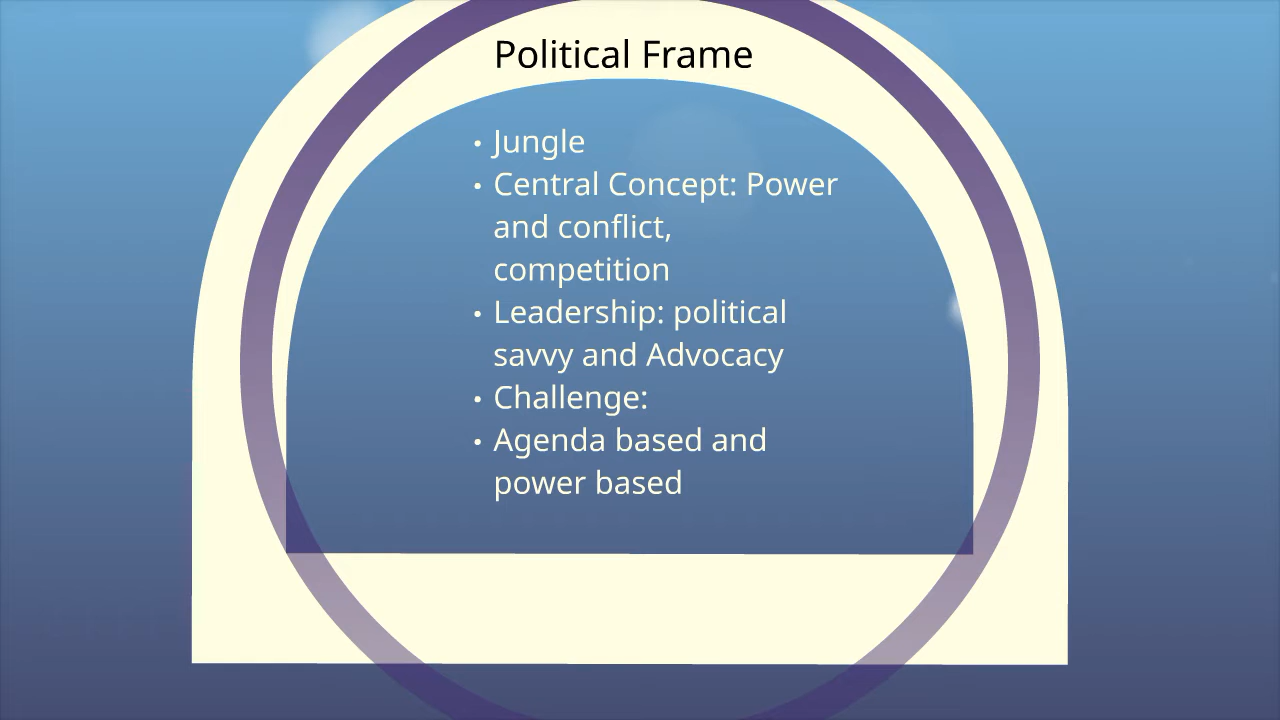 Political Frame
• Jungle
• Central Concept: Power
and conflict,
competition
• Leadership: political
savvy and Advocacy
• Challenge:
• Agenda based and
power based